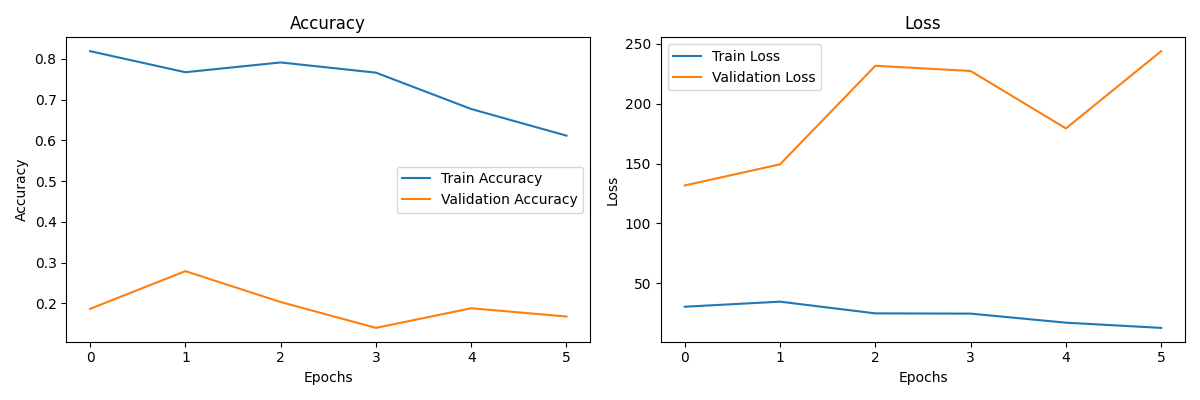 Accuracy
0.8
0.7
0.6
0.5
0.4
0.3
0.2
Accuracy
Train Accuracy
Validation Accuracy
0 1 2 3 4 5
Epochs
Loss
250
200
150
100
50
Loss
Train Loss
Validation Loss
0 1 2 3 4 5
Epochs